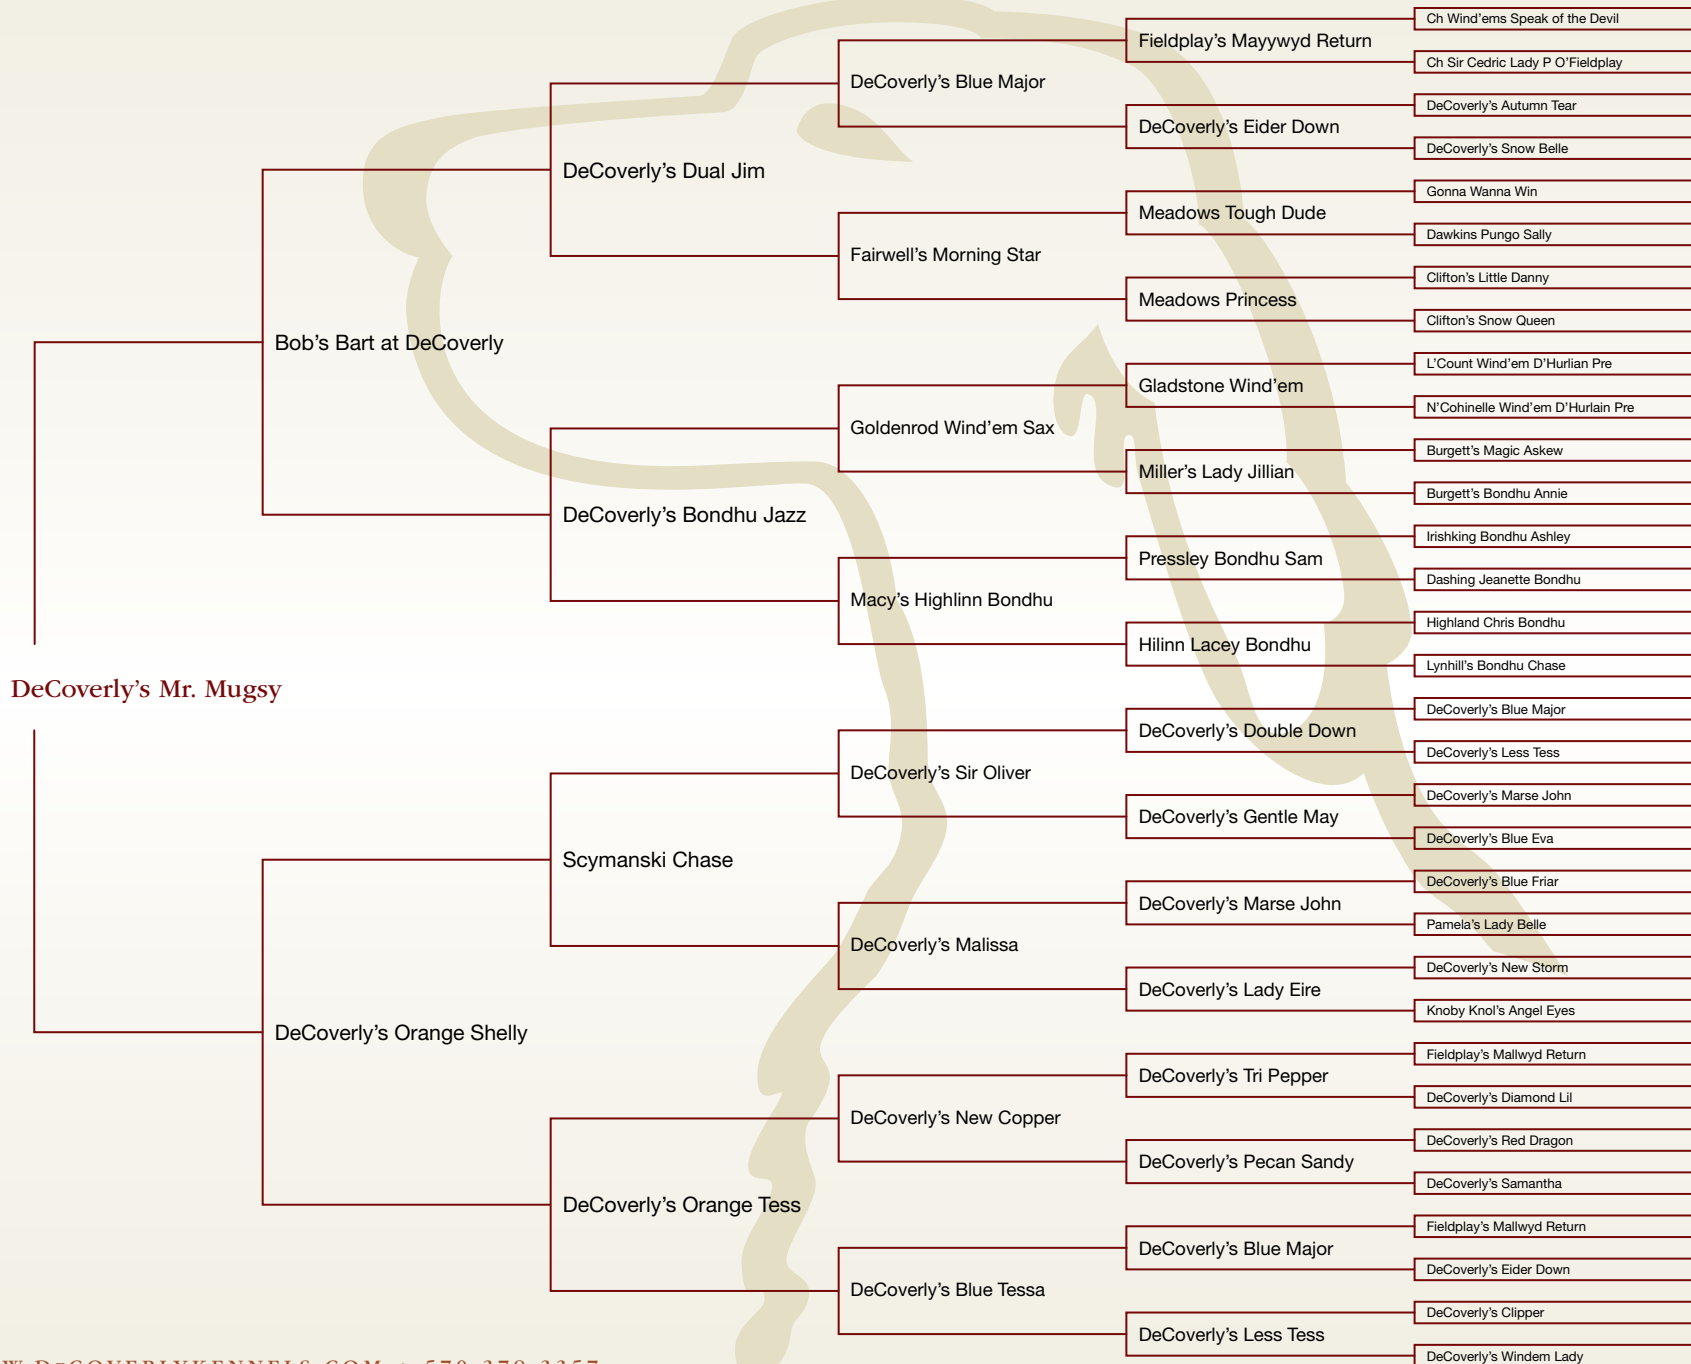 Ch Wind’ems Speak of the Devil
Fieldplay’s Mayywyd Return
Ch Sir Cedric Lady P O’Fieldplay
DeCoverly’s Blue Major
DeCoverly’s Autumn Tear
DeCoverly’s Eider Down
DeCoverly’s Snow Belle
DeCoverly’s Dual Jim
Gonna Wanna Win
Meadows Tough Dude
Dawkins Pungo Sally
Fairwell’s Morning Star
Clifton’s Little Danny
Meadows Princess
Clifton’s Snow Queen
Bob’s Bart at DeCoverly
L’Count Wind’em D’Hurlian Pre
Gladstone Wind’em
N’Cohinelle Wind’em D’Hurlain Pre
Goldenrod Wind’em Sax
Burgett’s Magic Askew
Miller’s Lady Jillian
Burgett’s Bondhu Annie
DeCoverly’s Bondhu Jazz
Irishking Bondhu Ashley
Pressley Bondhu Sam
Dashing Jeanette Bondhu
Macy’s Highlinn Bondhu
Highland Chris Bondhu
Hilinn Lacey Bondhu
Lynhill’s Bondhu Chase
DeCoverly’s Mr. Mugsy
DeCoverly’s Blue Major
DeCoverly’s Double Down
DeCoverly’s Less Tess
DeCoverly’s Sir Oliver
DeCoverly’s Marse John
DeCoverly’s Gentle May
DeCoverly’s Blue Eva
Scymanski Chase
DeCoverly’s Blue Friar
DeCoverly’s Marse John
Pamela’s Lady Belle
DeCoverly’s Malissa
DeCoverly’s New Storm
DeCoverly’s Lady Eire
Knoby Knol’s Angel Eyes
DeCoverly’s Orange Shelly
Fieldplay’s Mallwyd Return
DeCoverly’s Tri Pepper
DeCoverly’s Diamond Lil
DeCoverly’s New Copper
DeCoverly’s Red Dragon
DeCoverly’s Pecan Sandy
DeCoverly’s Samantha
DeCoverly’s Orange Tess
Fieldplay’s Mallwyd Return
DeCoverly’s Blue Major
DeCoverly’s Eider Down
DeCoverly’s Blue Tessa
DeCoverly’s Clipper
DeCoverly’s Less Tess
DeCoverly’s Windem Lady